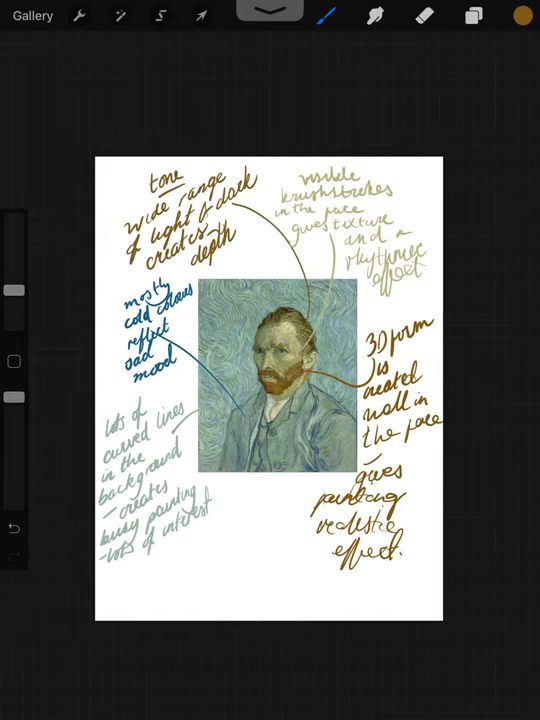 Gallery
tone
wide range
of light & dark
creates
depth
visible
brushstrokes
in the face
gives texture
and a
rhythmic
effect
mostly
cold colours
reflect
sad
mood
3D form
is
created
well in
the face
– gives
painting
realistic
effect.
lots of
curved lines
in the
background
– creates
busy painting
– lots of interest